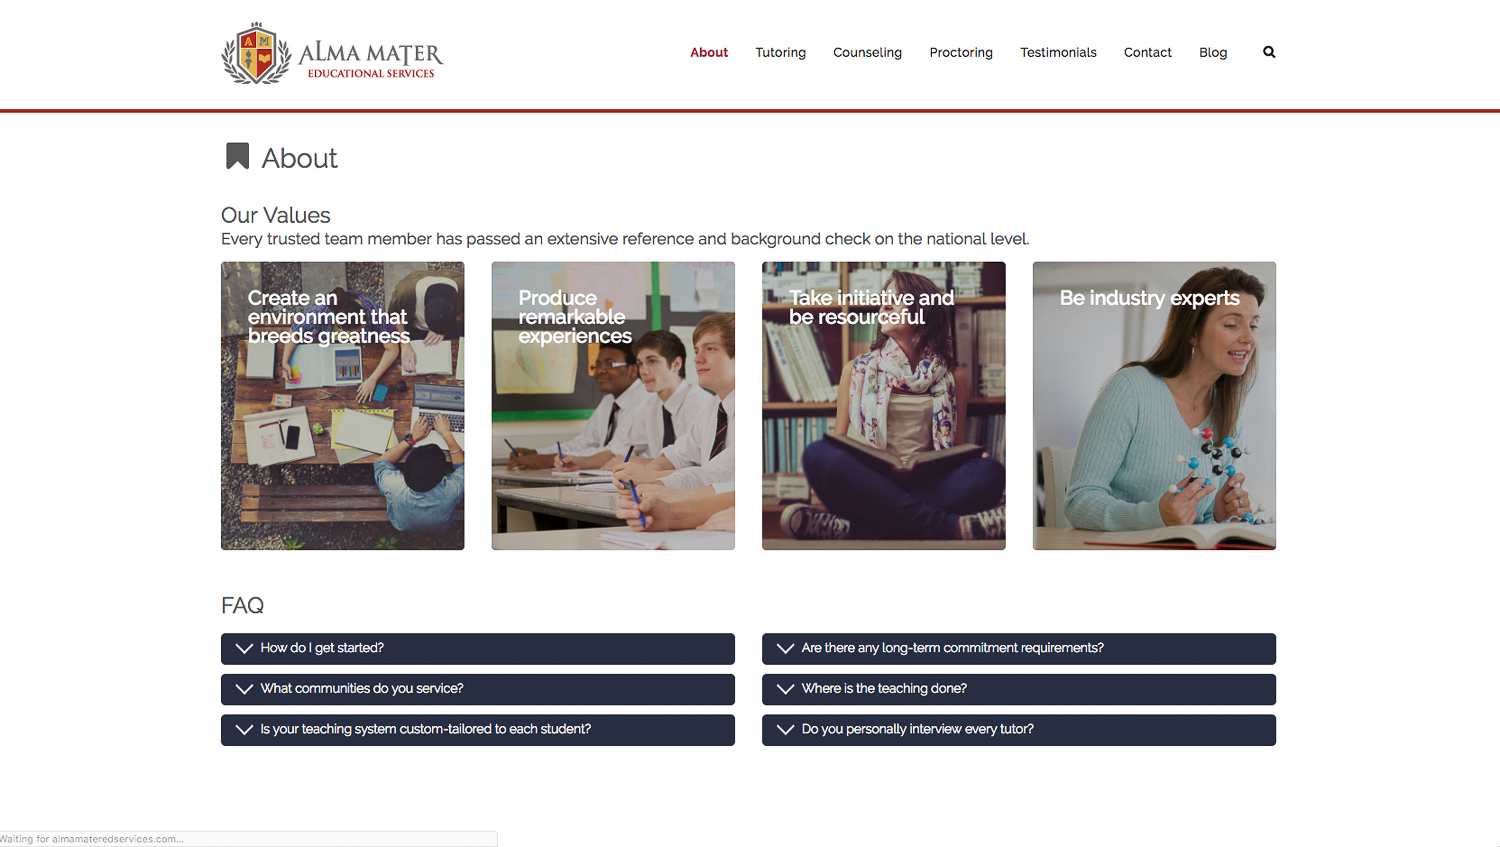 A M
ALMA MATER
EDUCATIONAL SERVICES
About
Tutoring
Counseling
Proctoring
Testimonials
Contact
Blog
About
Our Values
Every trusted team member has passed an extensive reference and background check on the national level.
Create an
environment that
breeds greatness
Produce
remarkable
experiences
Take initiative and
be resourceful
Be industry experts
FAQ
How do I get started?
Are there any long-term commitment requirements?
What communities do you service?
Where is the teaching done?
Is your teaching system custom-tailored to each student?
Do you personally interview every tutor?
Waiting for almamateredservices.com...